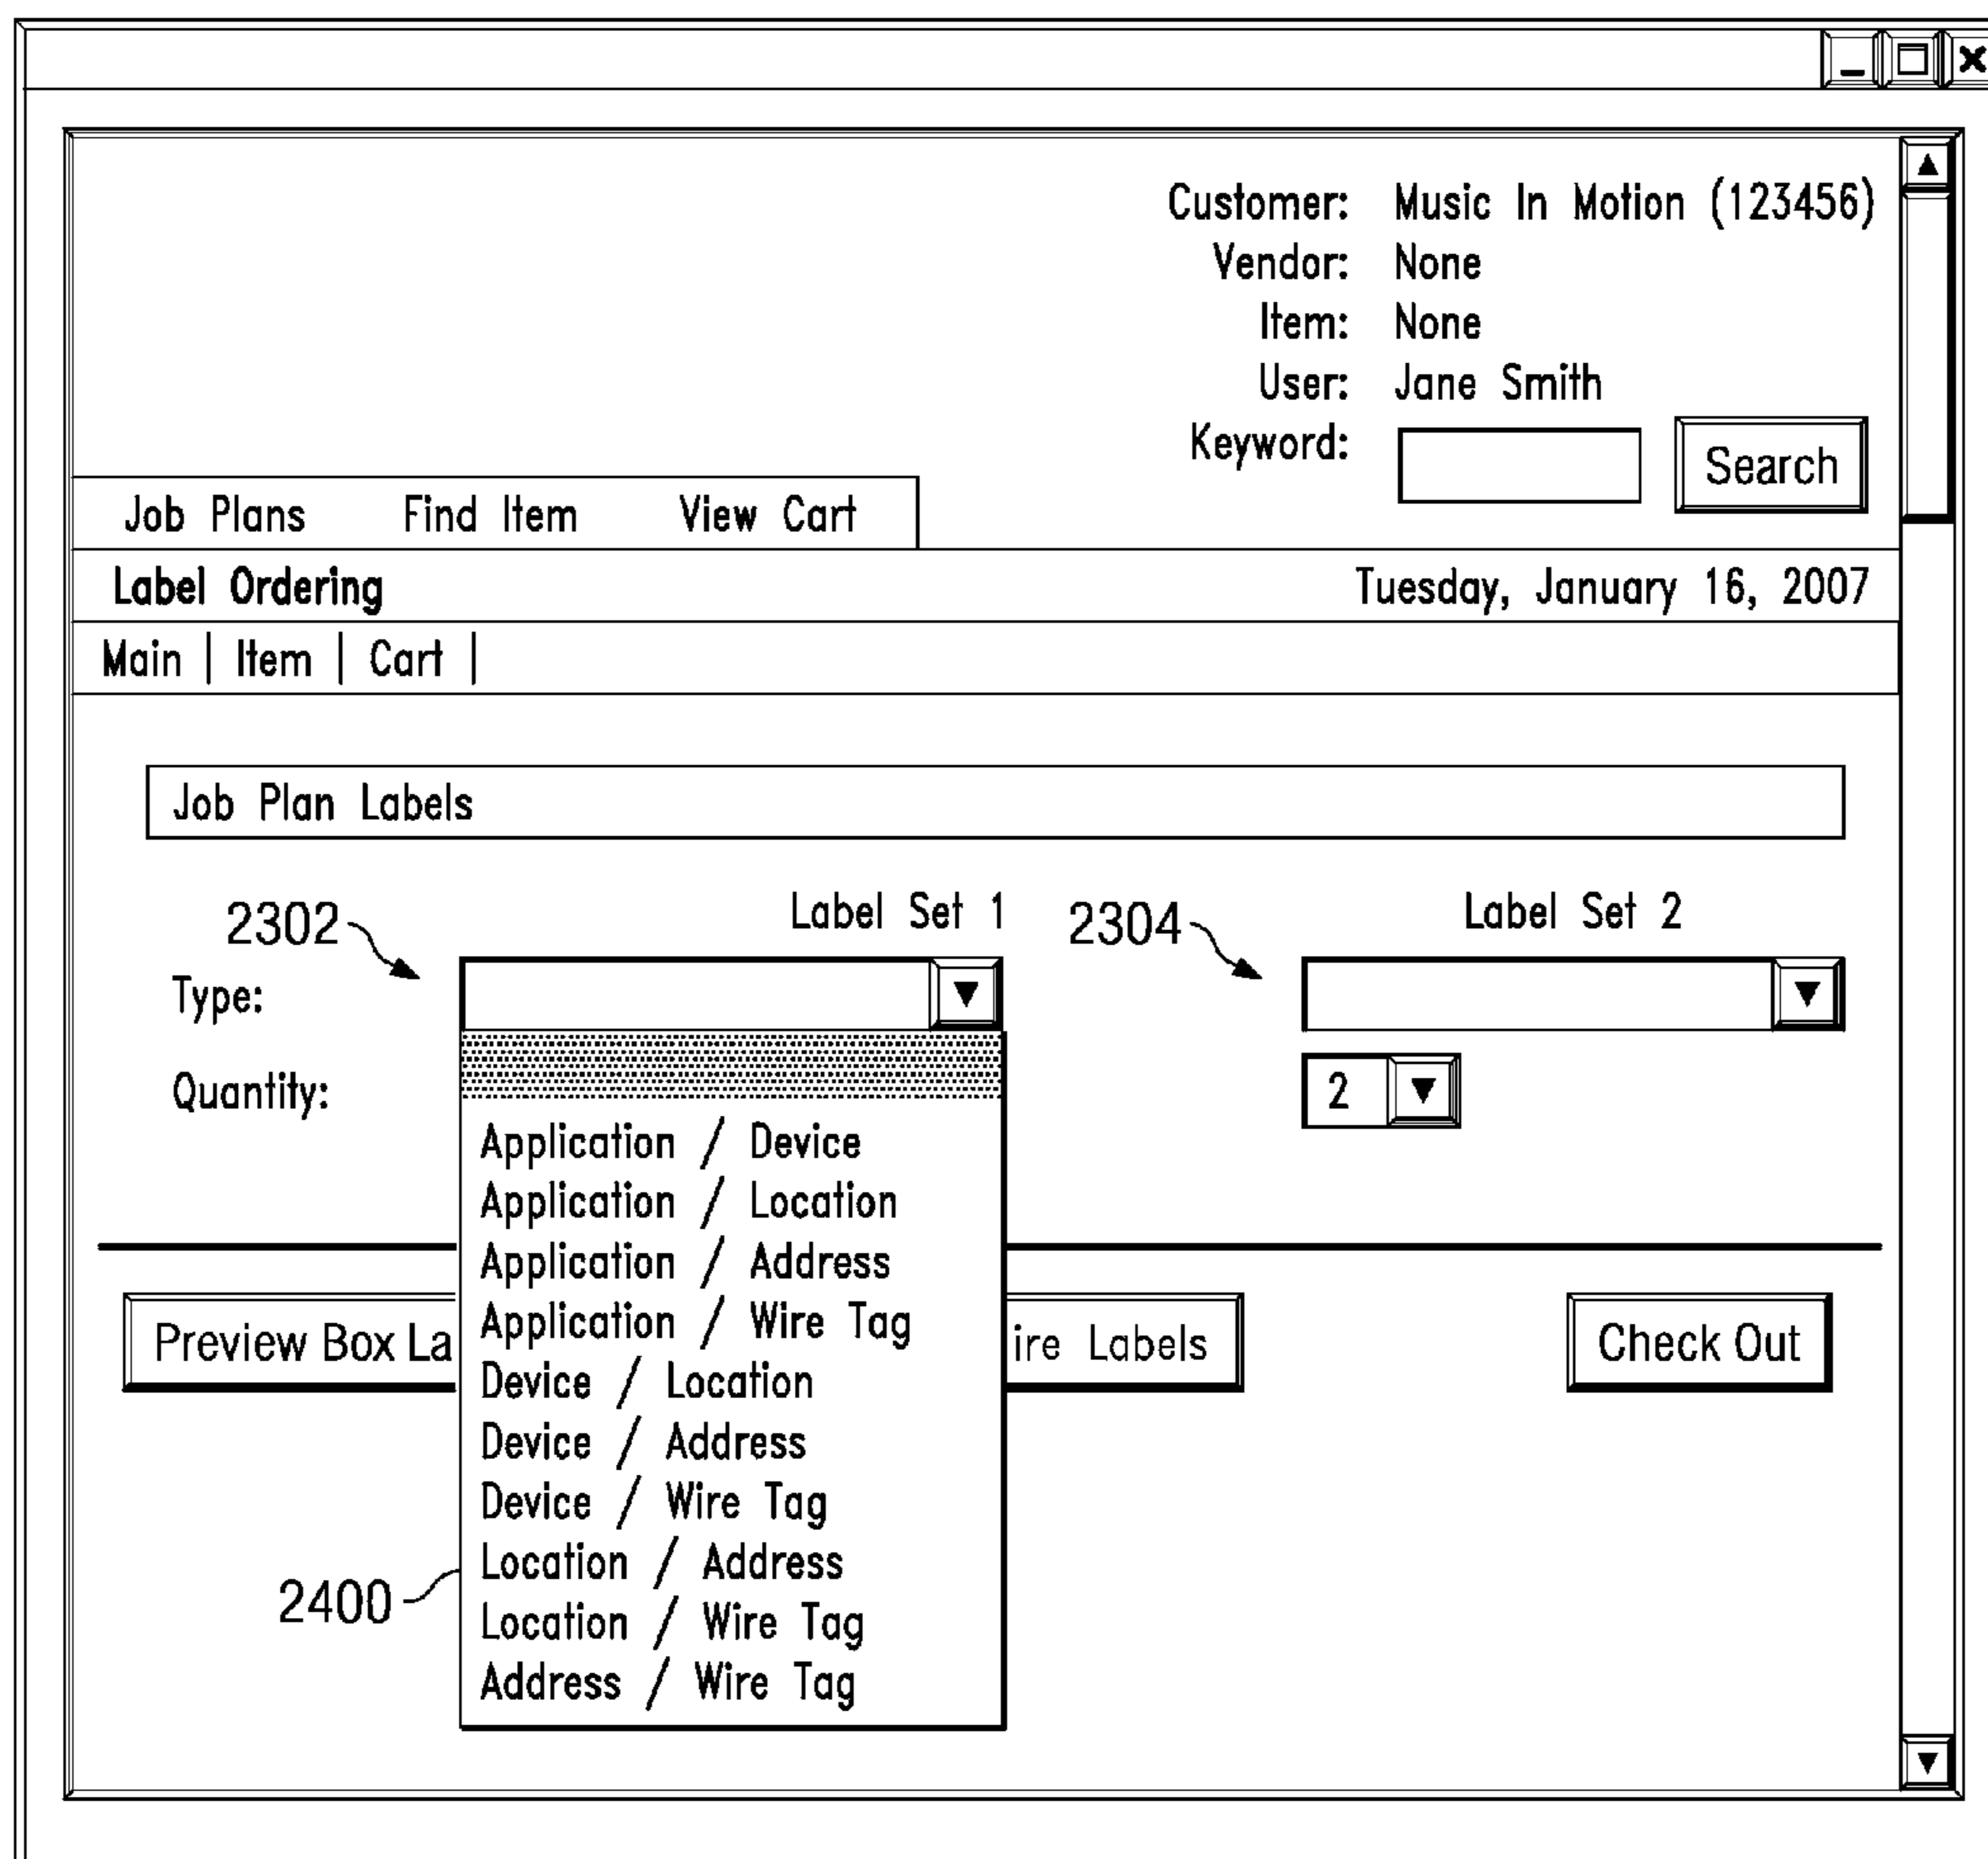 Customer: Music In Motion (123456)
Vendor: None
Item: None
User: Jane Smith
Keyword: Search
Job Plans Find Item View Cart
Label Ordering Tuesday, January 16, 2007
Main | Item | Cart |
Job Plan Labels
2302 Label Set 1 2304 Label Set 2
Type:
Quantity: 2
Application / Device
Application / Location
Application / Address
Application / Wire Tag
Preview Box La ire Labels Check Out
Device / Location
Device / Address
Device / Wire Tag
Location / Address
2400
Location / Wire Tag
Address / Wire Tag